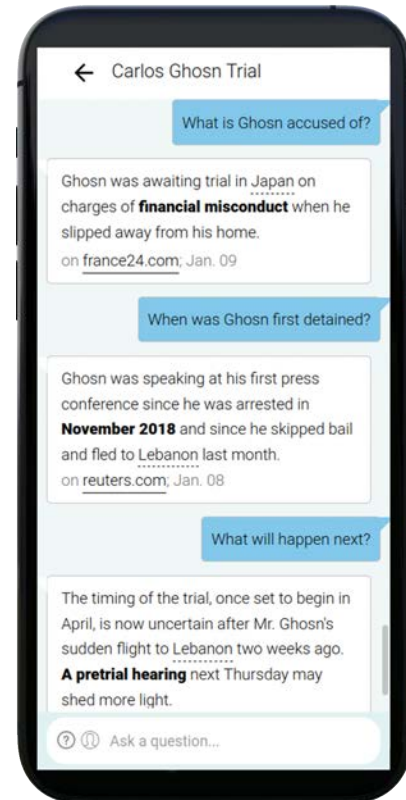 Carlos Ghosn Trial
What is Ghosn accused of?
Ghosn was awaiting trial in Japan on
charges of financial misconduct when he
slipped away from his home.
on france24.com; Jan. 09
When was Ghosn first detained?
Ghosn was speaking at his first press
conference since he was arrested in
November 2018 and since he skipped bail
and fled to Lebanon last month.
on reuters.com; Jan. 08
What will happen next?
The timing of the trial, once set to begin in
April, is now uncertain after Mr. Ghosn's
sudden flight to Lebanon two weeks ago.
A pretrial hearing next Thursday may
shed more light.
Ask a question...